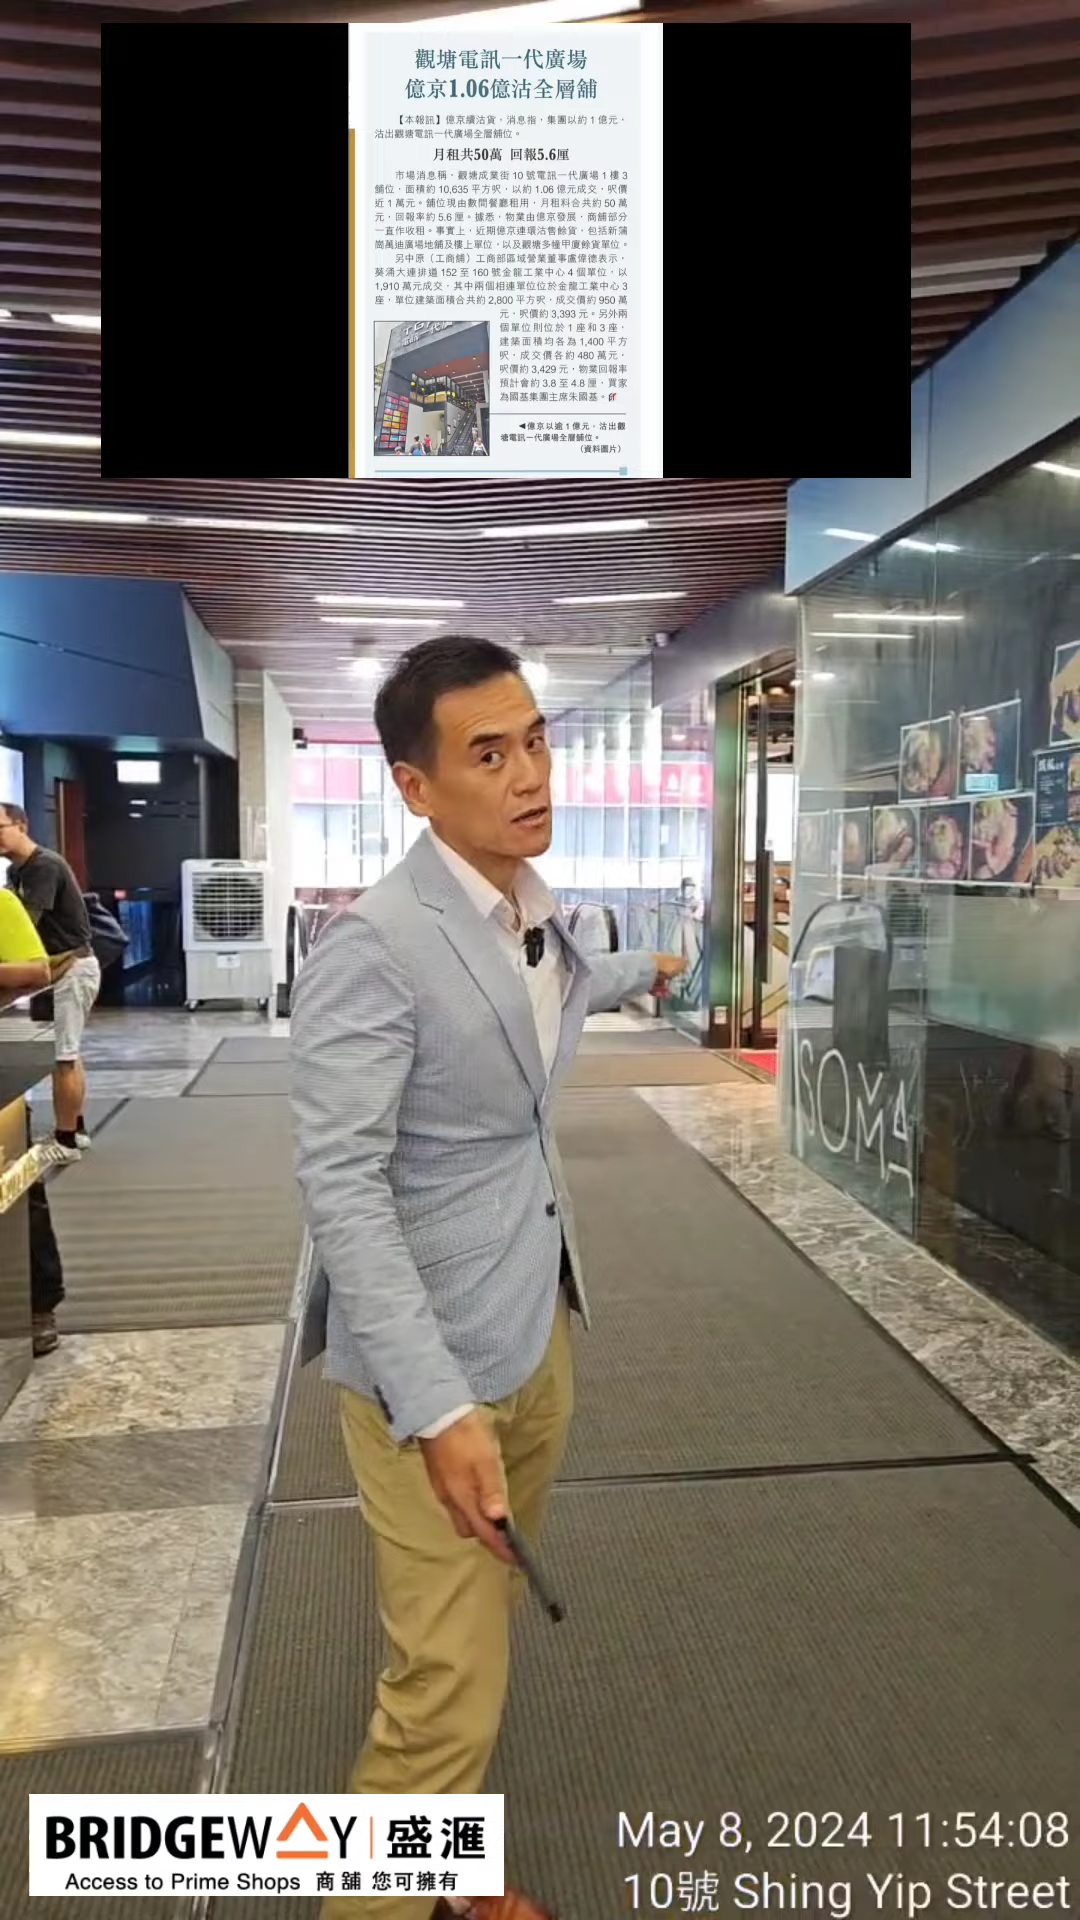 觀塘電訊一代廣場
億京1.06億沽全層舖
【本報訊】億京續沽貨，消息指，集團以約1億元，
沽出觀塘電訊一代廣場全層舖位。
月租共50萬 回報5.6厘
市場消息稱，觀塘成業街10號電訊一代廣場1樓3
舖位，面積約10,635平方呎，以約1.06億元成交，呎價
近1萬元。舖位現由數間餐廳租用，月租料合共約50萬
元，回報率約5.6厘。據悉，物業由億京發展，商舖部分
一直作收租。事實上，近期億京連環沽售餘貨，包括新蒲
崗萬迪廣場地舖及樓上單位，以及觀塘多幢甲廈餘貨單位。
另中原（工商舖）工商部區域營業董事盧偉德表示，
葵涌大連排道152至160號金龍工業中心4個單位，以
1,910萬元成交，其中兩個相連單位位於金龍工業中心3
座，單位建築面積合共約2,800平方呎，成交價約950萬
元，呎價約3,393元。另外兩
個單位則位於1座和3座，
建築面積均各為1,400平方
呎，成交價各約480萬元，
呎價約3,429元，物業回報率
預計會約3.8至4.8厘，買家
為國基集團主席朱國基。
◀億京以逾1億元，沽出觀
塘電訊一代廣場全層舖位。
（資料圖片）
SOMA
BRIDGEWAY 盛滙
Access to Prime Shops 商舖 您可擁有
May 8, 2024 11:54:08
10號 Shing Yip Street